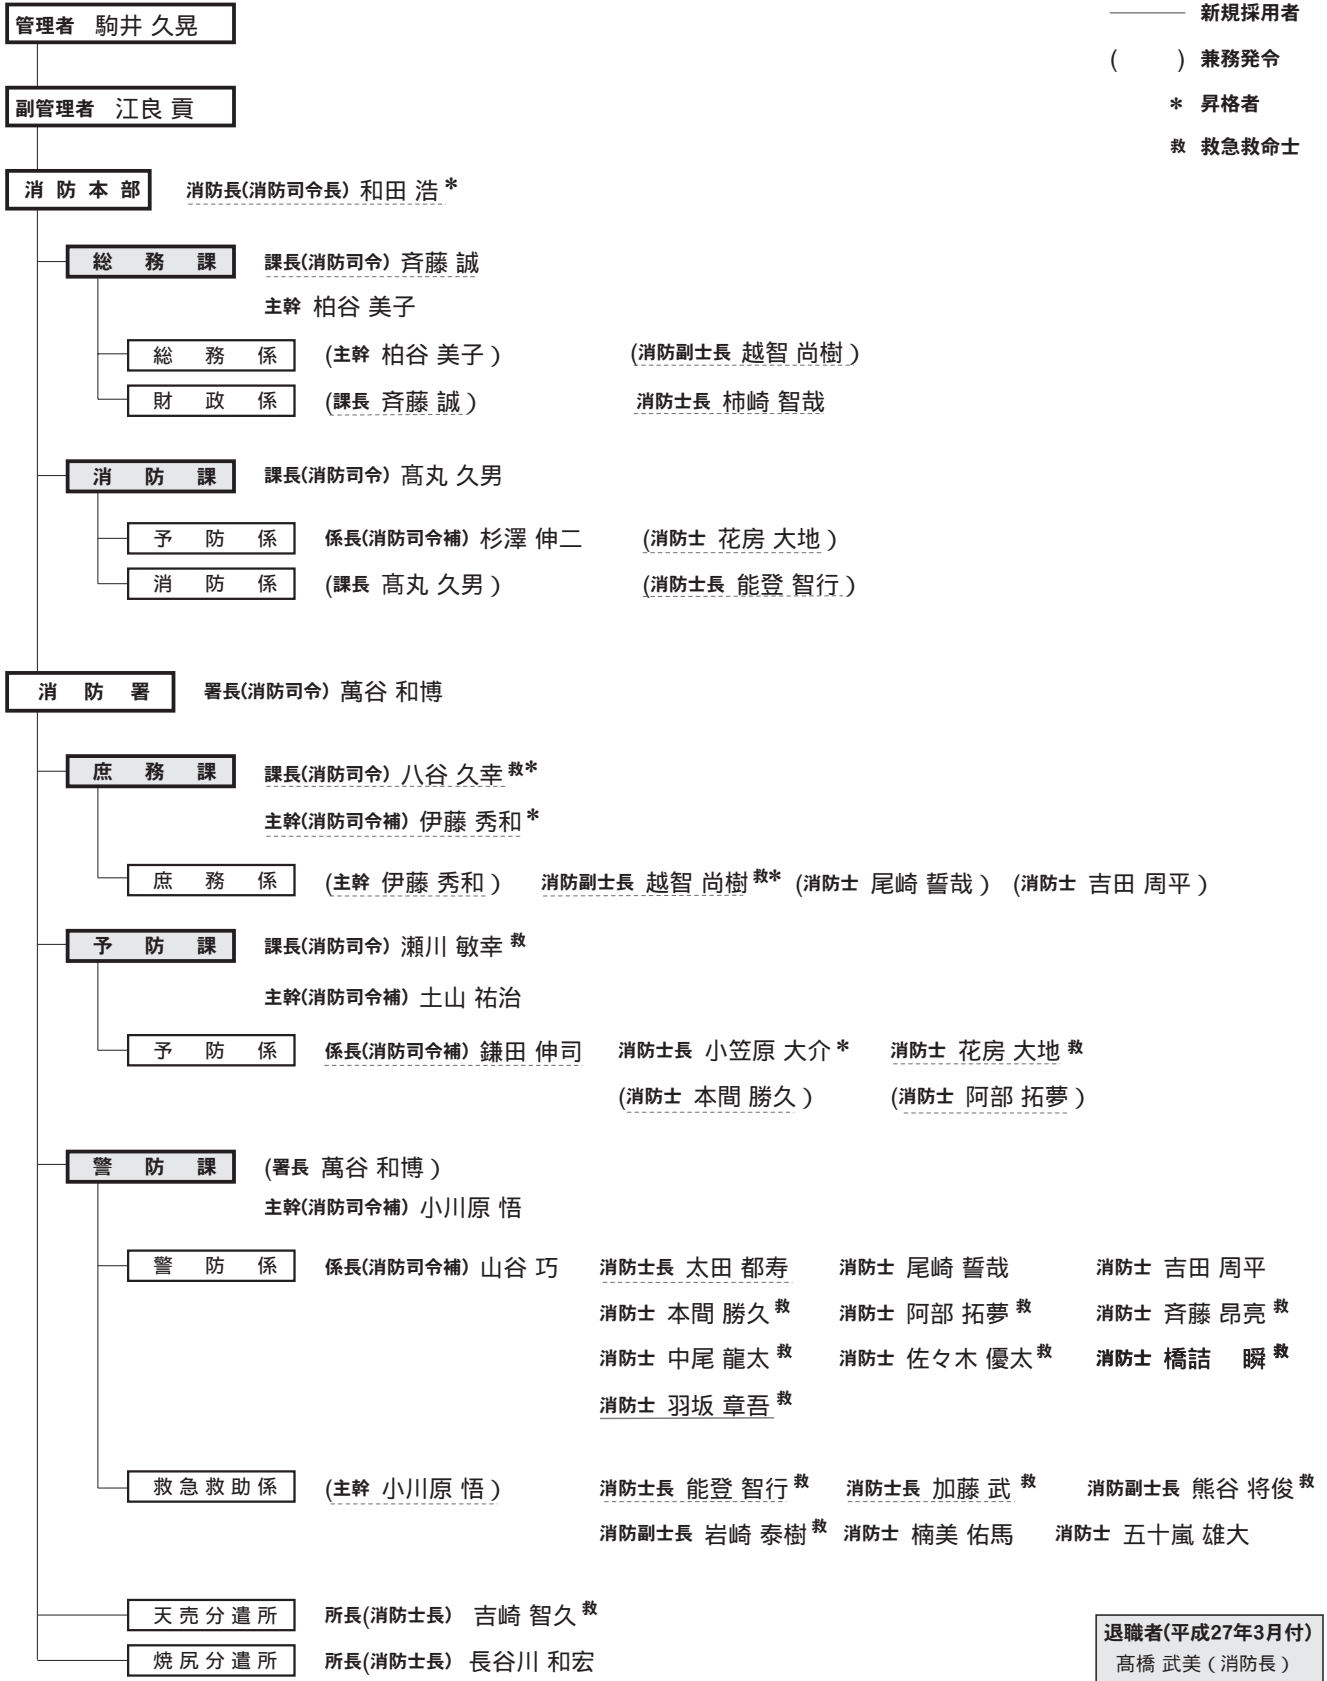 管理者 駒井 久晃
新規採用者
( ) 兼務発令
副管理者 江良 貢
* 昇格者
救 救急救命士
消防本部 消防長(消防司令長) 和田 浩*
総務課 課長(消防司令) 斉藤 誠
主幹 柏谷 美子
総務係 (主幹 柏谷 美子) (消防副士長 越智 尚樹)
財政係 (課長 斉藤 誠) 消防士長 柿崎 智哉
消防課 課長(消防司令) 髙丸 久男
予防係 係長(消防司令補) 杉澤 伸二 (消防士 花房 大地)
消防係 (課長 髙丸 久男) (消防士長 能登 智行)
消防署 署長(消防司令) 萬谷 和博
庶務課 課長(消防司令) 八谷 久幸 救*
主幹(消防司令補) 伊藤 秀和*
庶務係 (主幹 伊藤 秀和) 消防副士長 越智 尚樹 救* (消防士 尾崎 誓哉) (消防士 吉田 周平)
予防課 課長(消防司令) 瀬川 敏幸 救
主幹(消防司令補) 土山 祐治
予防係 係長(消防司令補) 鎌田 伸司 消防士長 小笠原 大介* 消防士 花房 大地 救
(消防士 本間 勝久) (消防士 阿部 拓夢)
警防課 (署長 萬谷 和博)
主幹(消防司令補) 小川原 悟
警防係 係長(消防司令補) 山谷 巧 消防士長 太田 都寿 消防士 尾崎 誓哉 消防士 吉田 周平
消防士 本間 勝久 救 消防士 阿部 拓夢 救 消防士 斉藤 昂亮 救
消防士 中尾 龍太 救 消防士 佐々木 優太 救 消防士 橋詰 瞬 救
消防士 羽坂 章吾 救
救急救助係 (主幹 小川原 悟) 消防士長 能登 智行 救 消防士長 加藤 武 救 消防副士長 熊谷 将俊 救
消防副士長 岩崎 泰樹 救 消防士 楠美 佑馬 消防士 五十嵐 雄大
天売分遣所 所長(消防士長) 吉崎 智久 救
焼尻分遣所 所長(消防士長) 長谷川 和宏
退職者(平成27年3月付)
髙橋 武美(消防長)